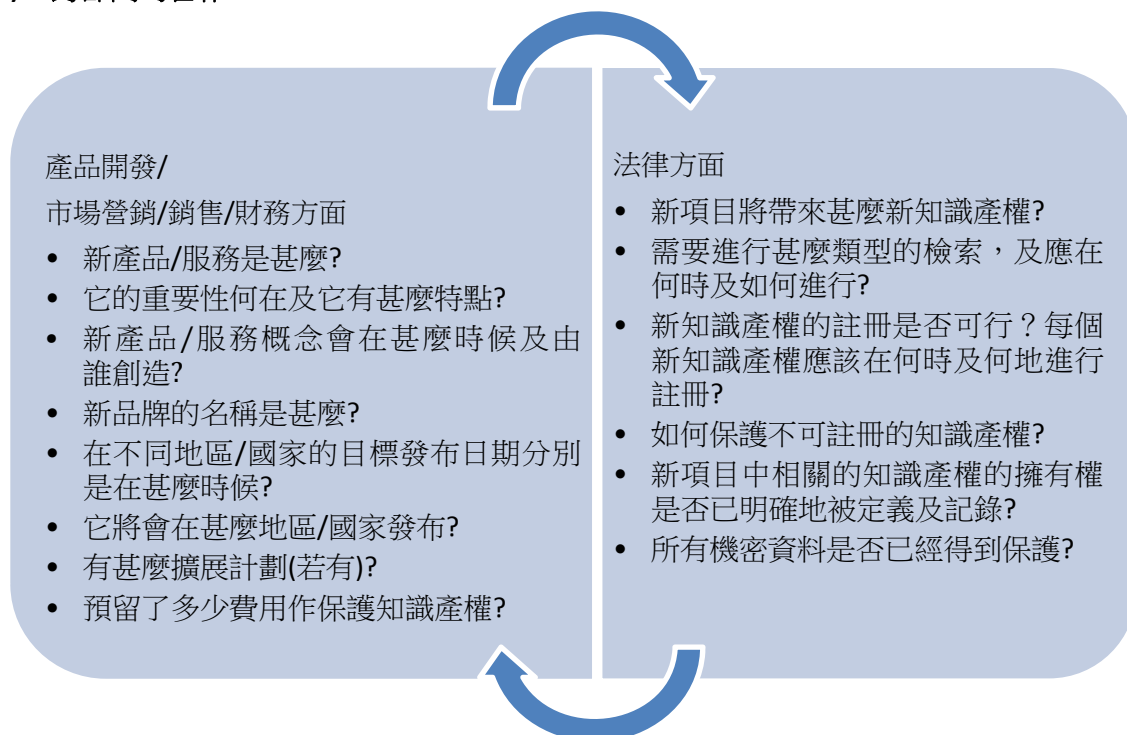 產品開發/
市場營銷/銷售/財務方面
• 新產品/服務是甚麼?
• 它的重要性何在及它有甚麼特點?
• 新產品/服務概念會在甚麼時候及由
誰創造?
• 新品牌的名稱是甚麼?
• 在不同地區/國家的目標發布日期分別
是在甚麼時候?
• 它將會在甚麼地區/國家發布?
• 有甚麼擴展計劃(若有)?
• 預留了多少費用作保護知識產權?
法律方面
• 新項目將帶來甚麼新知識產權?
• 需要進行甚麼類型的檢索，及應在
何時及如何進行?
• 新知識產權的註冊是否可行？每個
新知識產權應該在何時及何地進行
註冊?
• 如何保護不可註冊的知識產權?
• 新項目中相關的知識產權的擁有權
是否已明確地被定義及記錄?
• 所有機密資料是否已經得到保護?